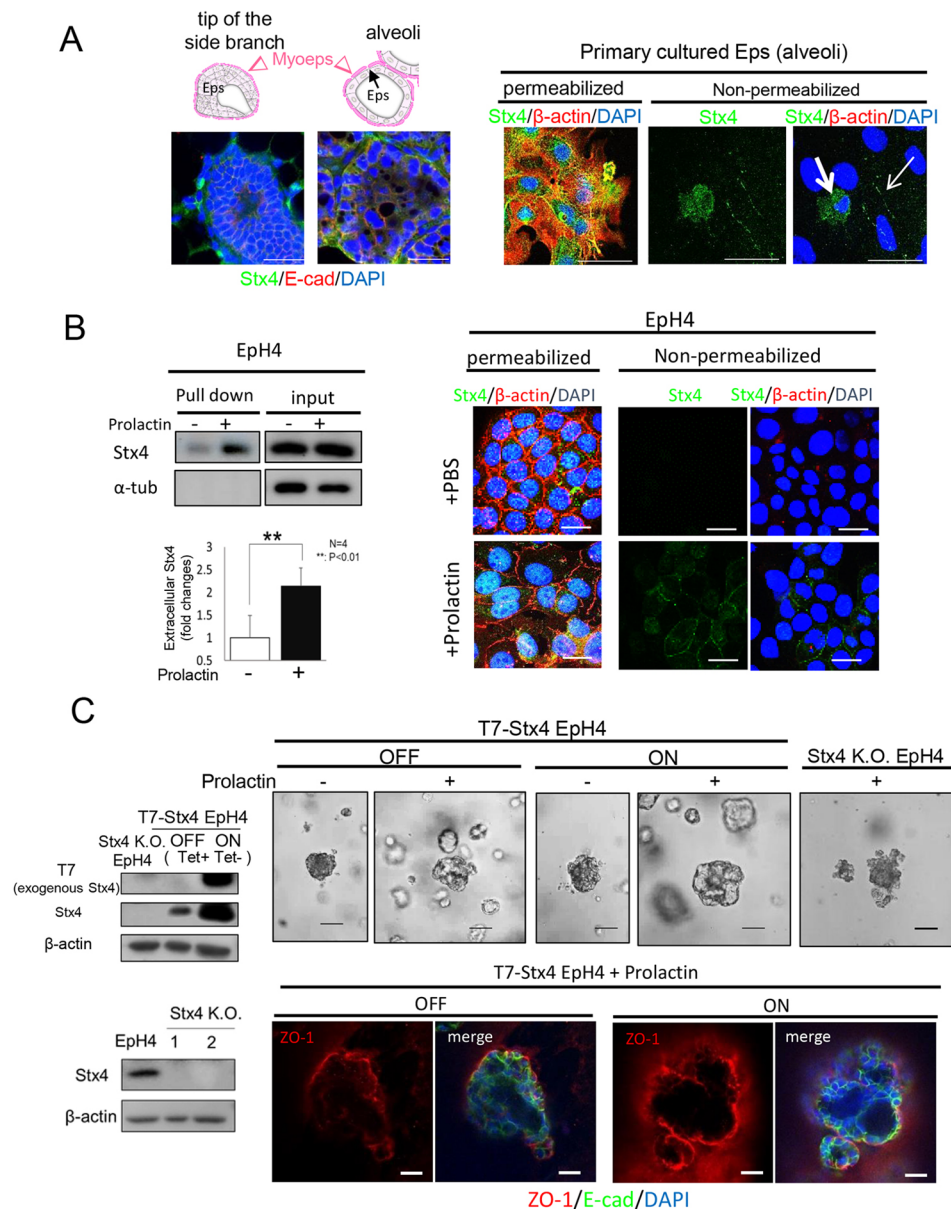 A
tip of the
side branch
alveoli
Myoeps
Eps
Eps
Stx4/E-cad/DAPI
Primary cultured Eps (alveoli)
permeabilized
Non-permeabilized
Stx4/β-actin/DAPI
Stx4
Stx4/β-actin/DAPI
B
EpH4
Pull down
input
Prolactin
- + - +
Stx4
α-tub
**
N=4
**: P<0.01
Extracellular Stx4
(fold changes)
3
2.5
2
1.5
1
0.5
Prolactin - +
EpH4
permeabilized
Non-permeabilized
Stx4/β-actin/DAPI
Stx4
Stx4/β-actin/DAPI
+PBS
+Prolactin
C
T7-Stx4 EpH4
Stx4 K.O. OFF ON
EpH4 ( Tet+ Tet- )
T7
(exogenous Stx4)
Stx4
β-actin
Stx4 K.O.
EpH4 1 2
Stx4
β-actin
T7-Stx4 EpH4
OFF
ON
Stx4 K.O. EpH4
Prolactin - + - + +
T7-Stx4 EpH4 + Prolactin
OFF
ON
ZO-1
merge
ZO-1
merge
ZO-1/E-cad/DAPI